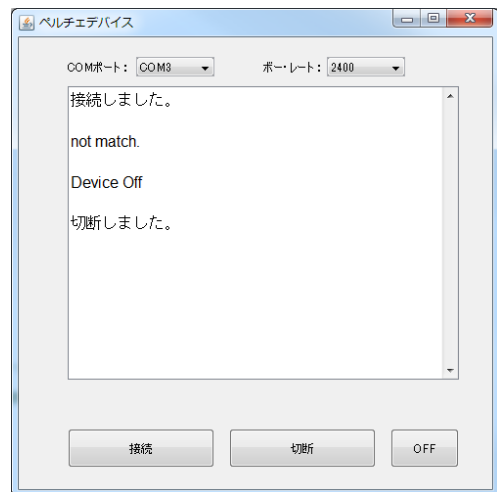 ペルチェデバイス
COMポート： COM3 ボー・レート： 2400
接続しました。
not match.
Device Off
切断しました。
接続 切断 OFF